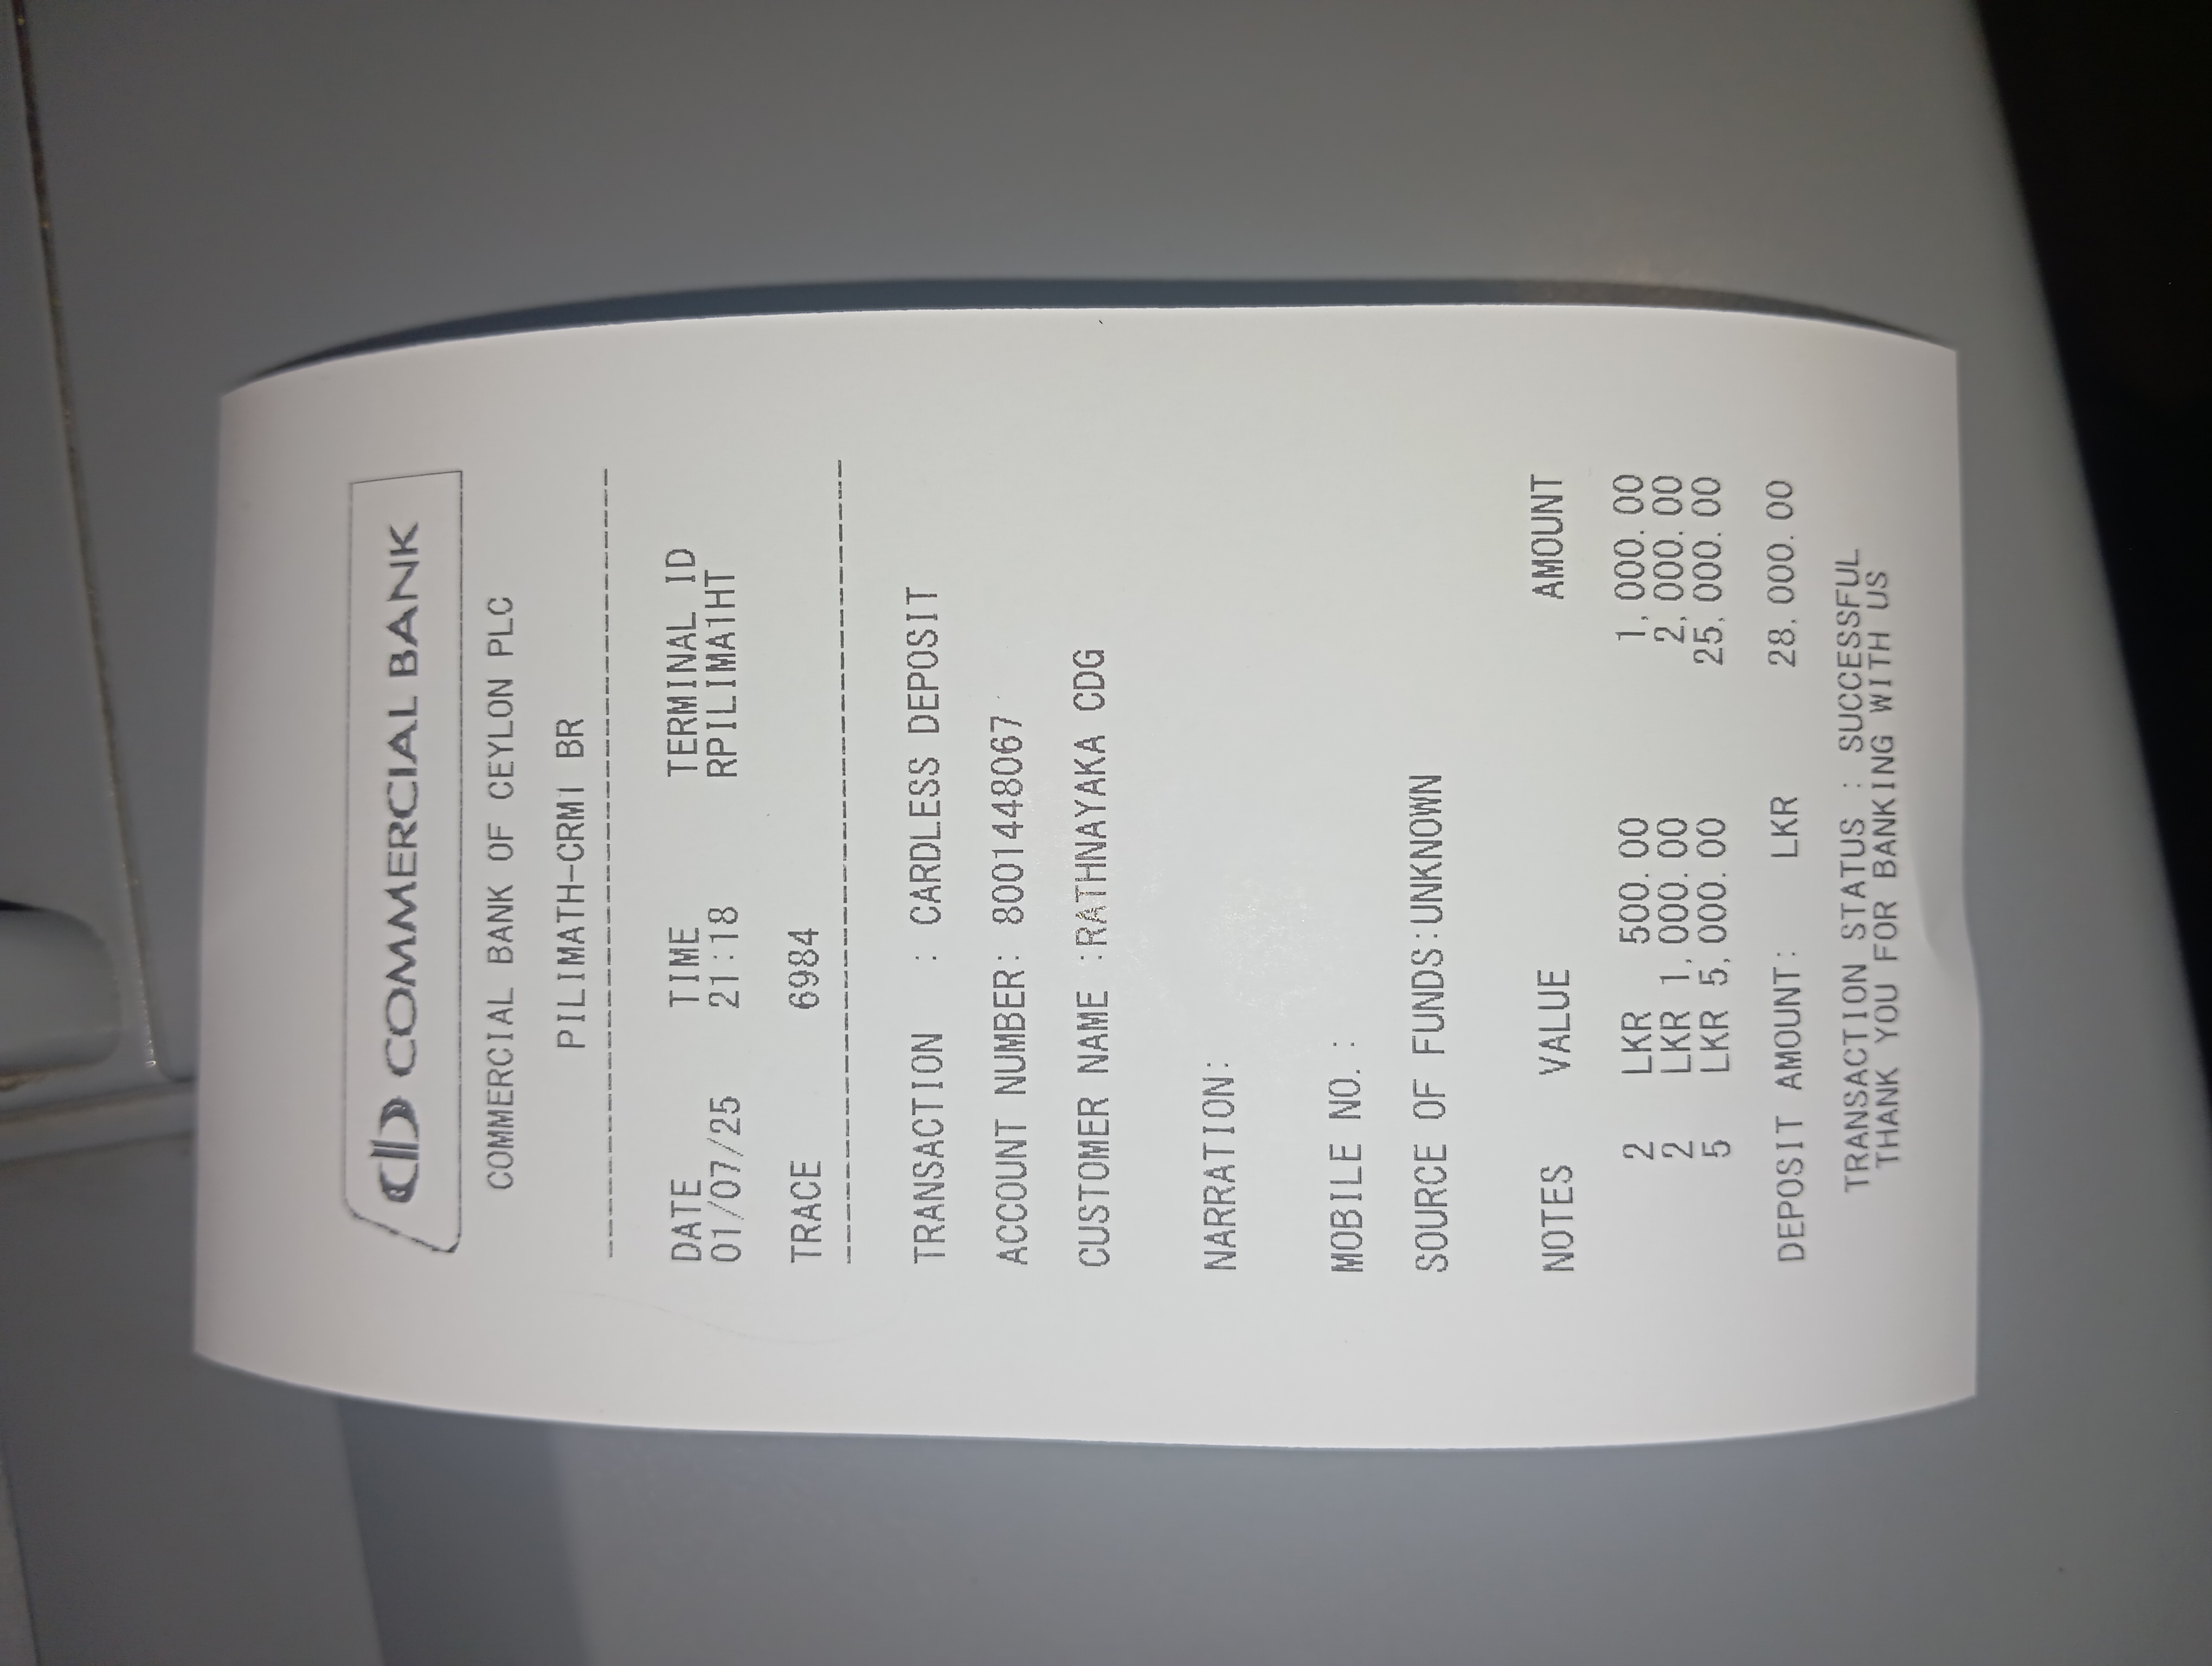 COMMERCIAL BANK
COMMERCIAL BANK OF CEYLON PLC
PILIMATH-CRM1 BR
DATE TIME TERMINAL ID
01/07/25 21:18 RPILIMA1HT
TRACE 6984
TRANSACTION : CARDLESS DEPOSIT
ACCOUNT NUMBER: 8001448067
CUSTOMER NAME :RATHNAYAKA CDG
NARRATION:
MOBILE NO. :
SOURCE OF FUNDS:UNKNOWN
NOTES VALUE AMOUNT
2 LKR 500.00 1,000.00
2 LKR 1,000.00 2,000.00
5 LKR 5,000.00 25,000.00
DEPOSIT AMOUNT: LKR 28,000.00
TRANSACTION STATUS : SUCCESSFUL
THANK YOU FOR BANKING WITH US